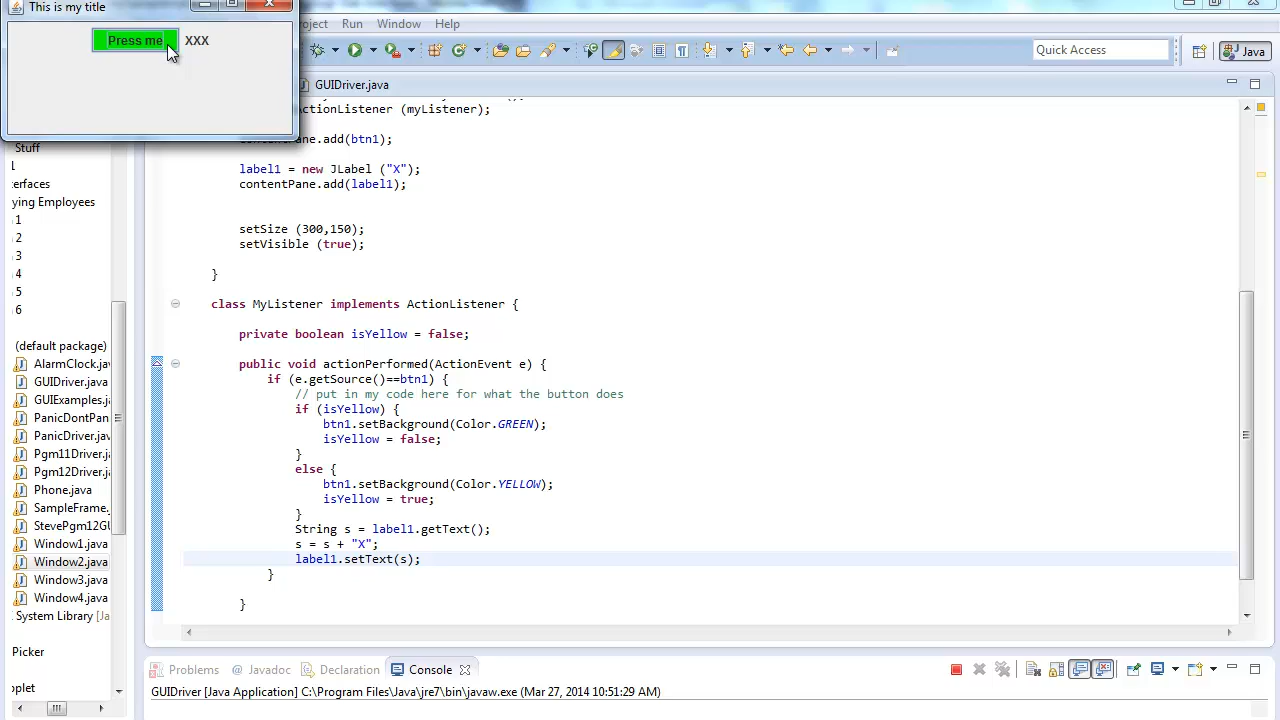 This is my title
Press me XXX
Run Window Help
Quick Access
Java
GUIDriver.java
ctionListener (myListener);
.add(btn1);
label1 = new JLabel ("X");
contentPane.add(label1);
setSize (300,150);
setVisible (true);
}
class MyListener implements ActionListener {
private boolean isYellow = false;
public void actionPerformed(ActionEvent e) {
if (e.getSource()==btn1) {
// put in my code here for what the button does
if (isYellow) {
btn1.setBackground(Color.GREEN);
isYellow = false;
}
else {
btn1.setBackground(Color.YELLOW);
isYellow = true;
}
String s = label1.getText();
s = s + "X";
label1.setText(s);
}
}
Stuff
erfaces
ying Employees
1
2
3
4
5
6
(default package)
AlarmClock.jav
GUIDriver.java
GUIExamples.ja
PanicDontPan
PanicDriver.jav
Pgm11Driver.ja
Pgm12Driver.ja
Phone.java
SampleFrame.
StevePgm12GU
Window1.java
Window2.java
Window3.java
Window4.java
System Library [Ja
Picker
plet
Problems @ Javadoc Declaration Console
GUIDriver [Java Application] C:\Program Files\Java\jre7\bin\javaw.exe (Mar 27, 2014 10:51:29 AM)